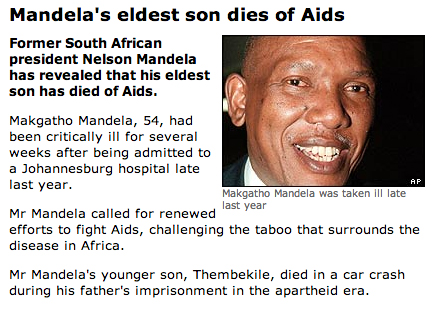 Mandela's eldest son dies of Aids
Former South African
president Nelson Mandela
has revealed that his eldest
son has died of Aids.
Makgatho Mandela, 54, had
been critically ill for several
weeks after being admitted to
a Johannesburg hospital late
last year.
AP
Makgatho Mandela was taken ill late
last year
Mr Mandela called for renewed
efforts to fight Aids, challenging the taboo that surrounds the
disease in Africa.
Mr Mandela's younger son, Thembekile, died in a car crash
during his father's imprisonment in the apartheid era.